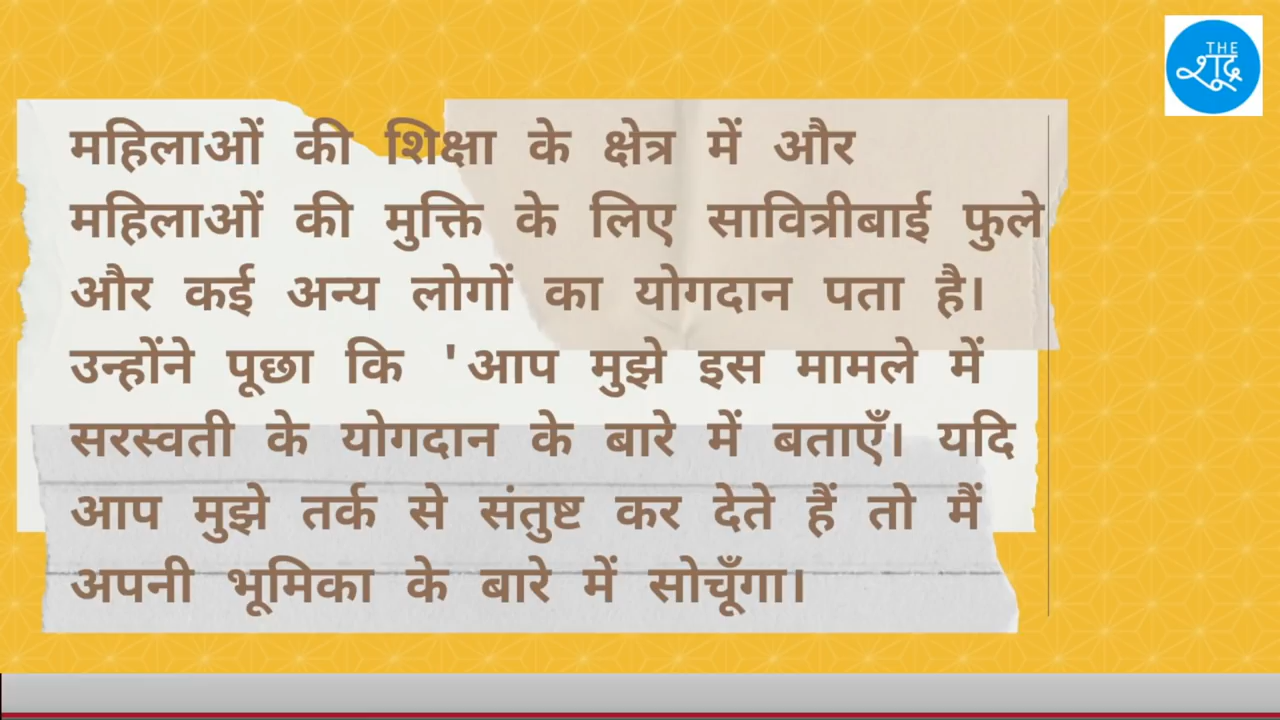 THE
शूद्र
महिलाओं की शिक्षा के क्षेत्र में और
महिलाओं की मुक्ति के लिए सावित्रीबाई फुले
और कई अन्य लोगों का योगदान पता है।
उन्होंने पूछा कि 'आप मुझे इस मामले में
सरस्वती के योगदान के बारे में बताएँ। यदि
आप मुझे तर्क से संतुष्ट कर देते हैं तो मैं
अपनी भूमिका के बारे में सोचूँगा।